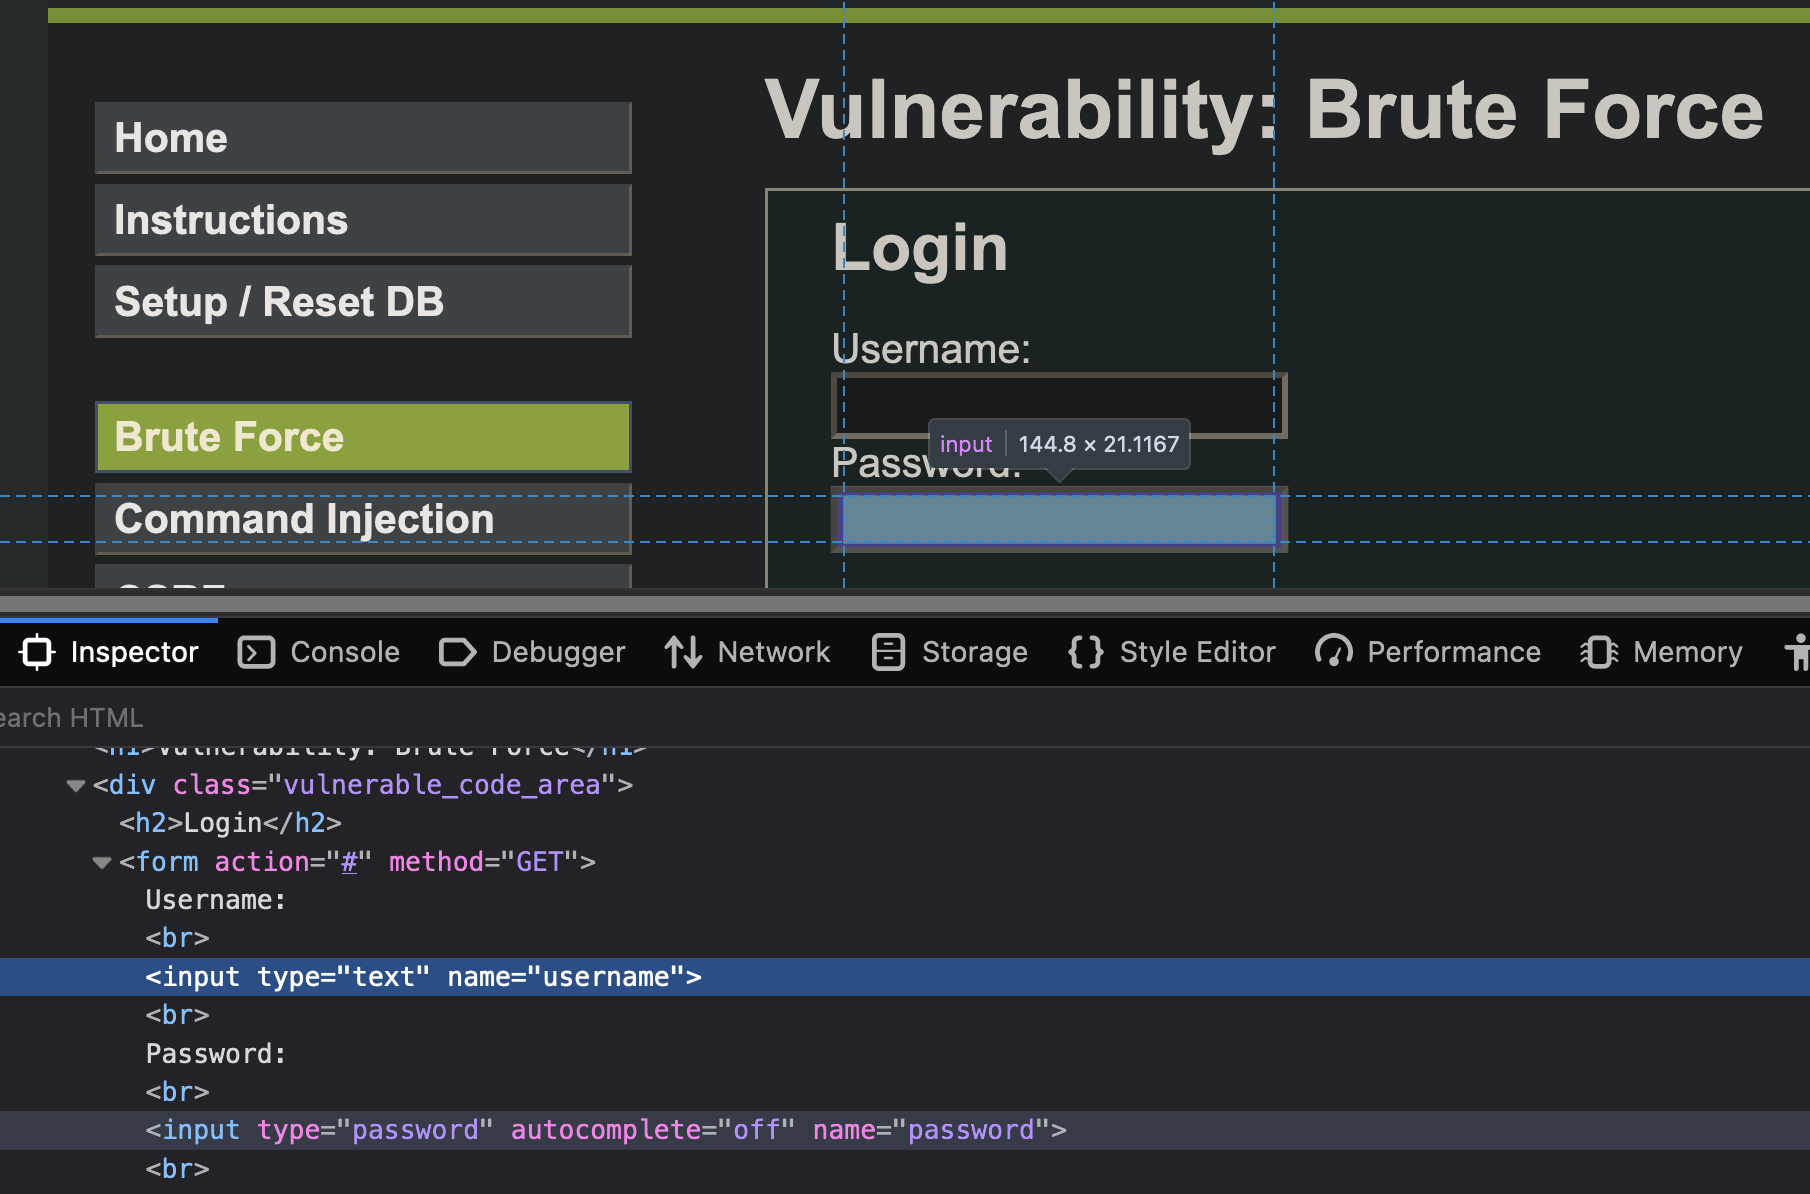 Home
Instructions
Setup / Reset DB
Brute Force
Command Injection
Vulnerability: Brute Force
Login
Username:
input 144.8 × 21.1167
Password:
Inspector Console Debugger Network Storage Style Editor Performance Memory
earch HTML
<h1>Vulnerability: Brute Force</h1>
<div class="vulnerable_code_area">
<h2>Login</h2>
<form action="#" method="GET">
Username:
<br>
<input type="text" name="username">
<br>
Password:
<br>
<input type="password" autocomplete="off" name="password">
<br>